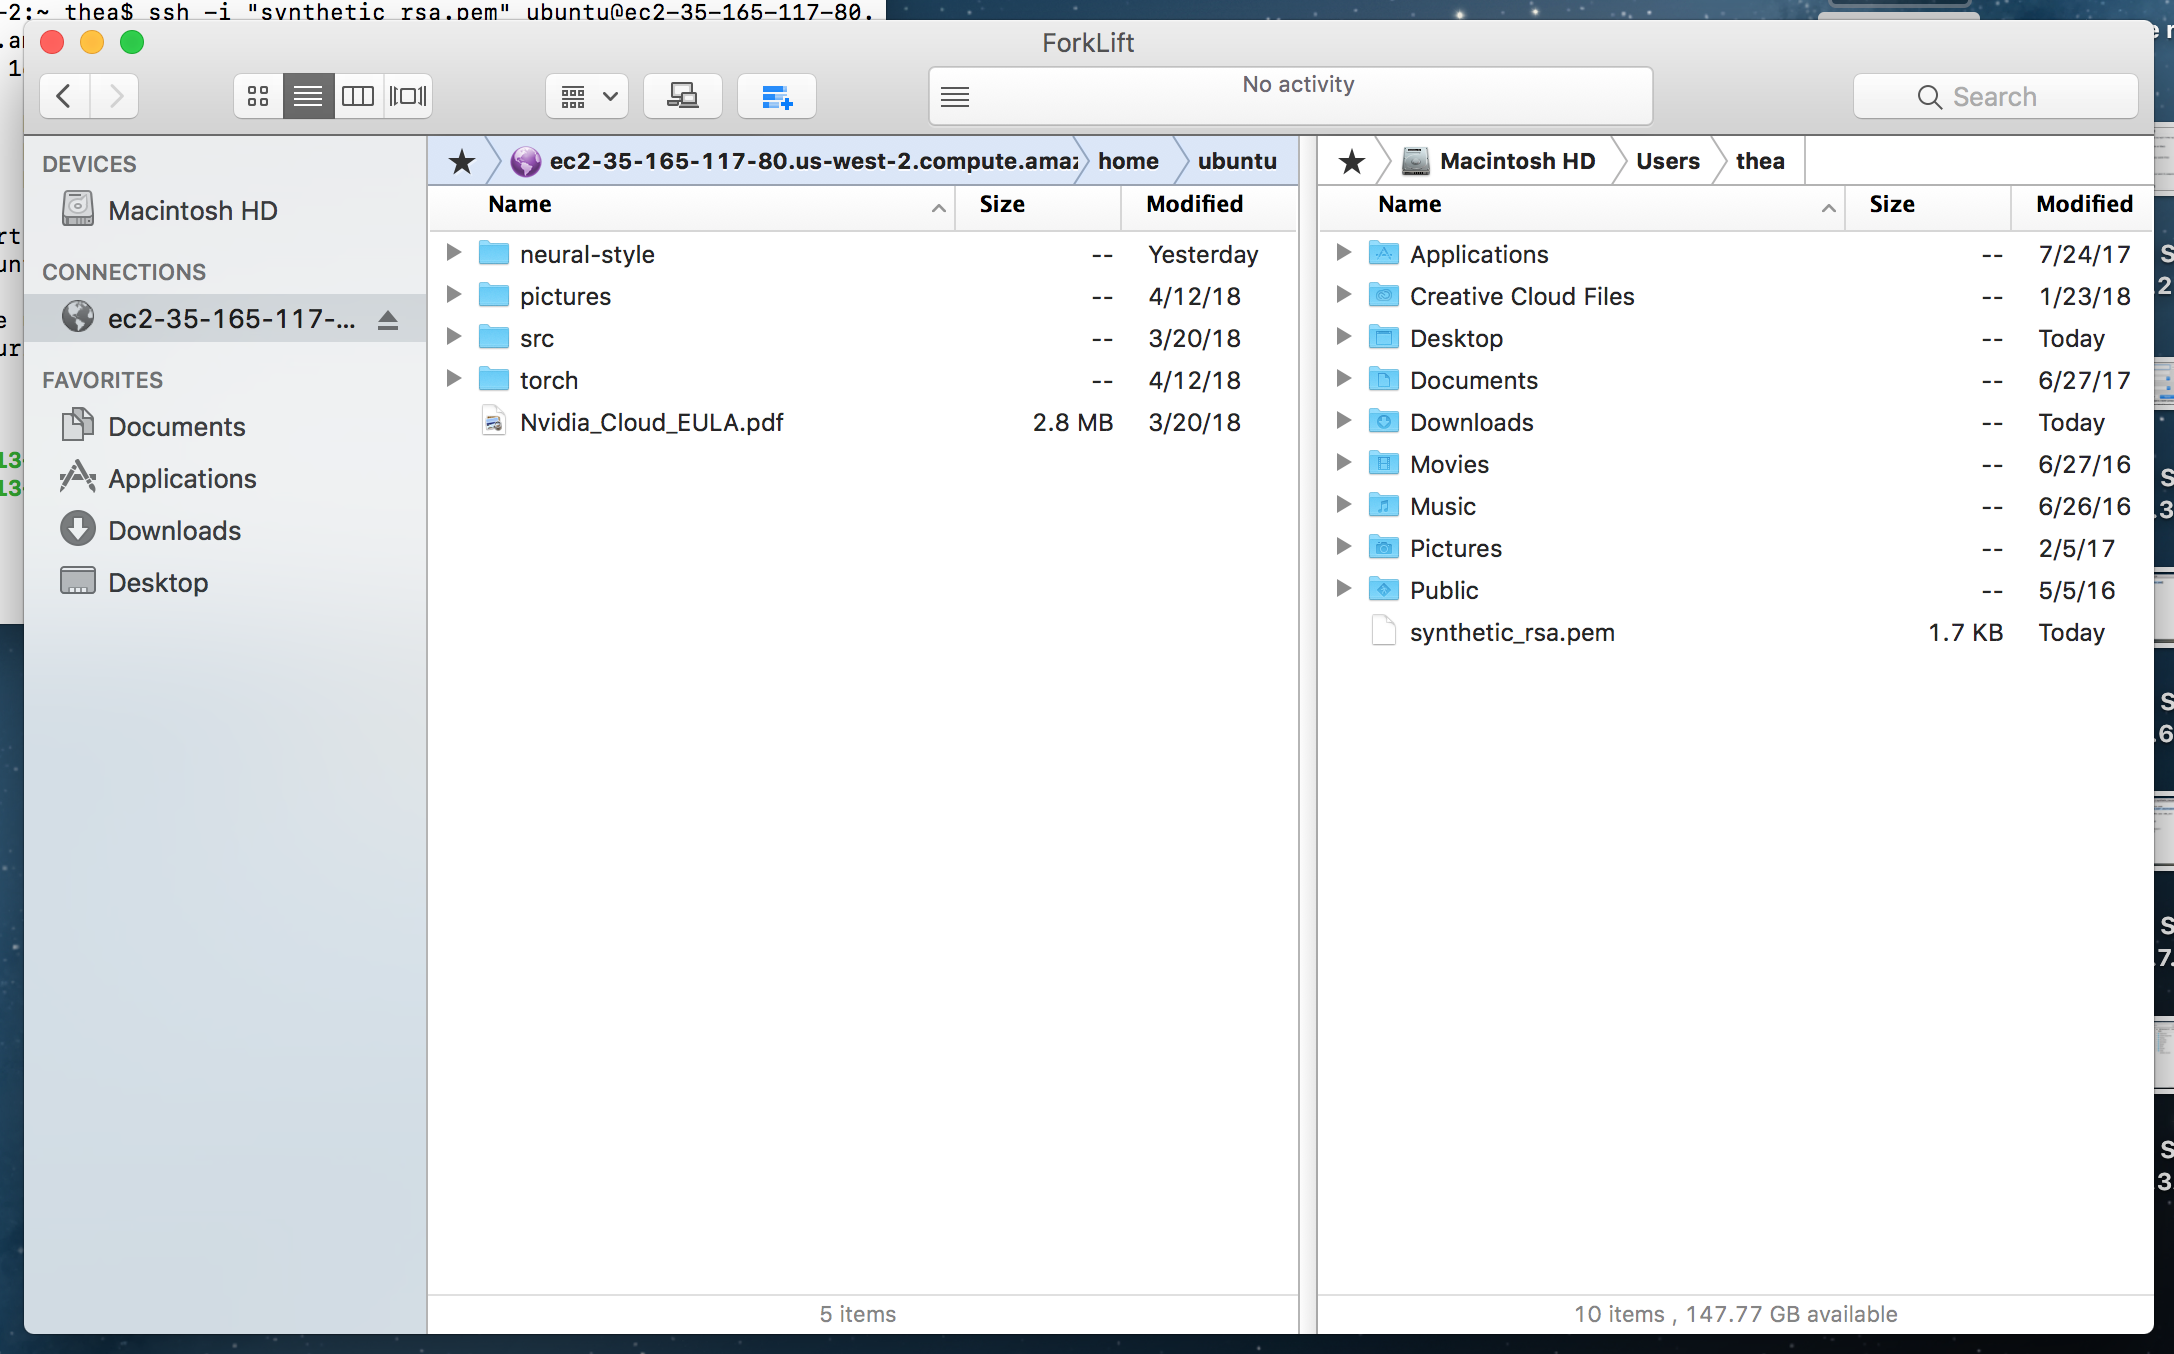 -2:~ thea$ ssh -i "synthetic_rsa.pem" ubuntu@ec2-35-165-117-80.
ForkLift
No activity
Search
DEVICES
Macintosh HD
CONNECTIONS
ec2-35-165-117-...
FAVORITES
Documents
Applications
Downloads
Desktop
ec2-35-165-117-80.us-west-2.compute.amaz home ubuntu
Name Size Modified
neural-style -- Yesterday
pictures -- 4/12/18
src -- 3/20/18
torch -- 4/12/18
Nvidia_Cloud_EULA.pdf 2.8 MB 3/20/18
5 items
Macintosh HD Users thea
Name Size Modified
Applications -- 7/24/17
Creative Cloud Files -- 1/23/18
Desktop -- Today
Documents -- 6/27/17
Downloads -- Today
Movies -- 6/27/16
Music -- 6/26/16
Pictures -- 2/5/17
Public -- 5/5/16
synthetic_rsa.pem 1.7 KB Today
10 items , 147.77 GB available